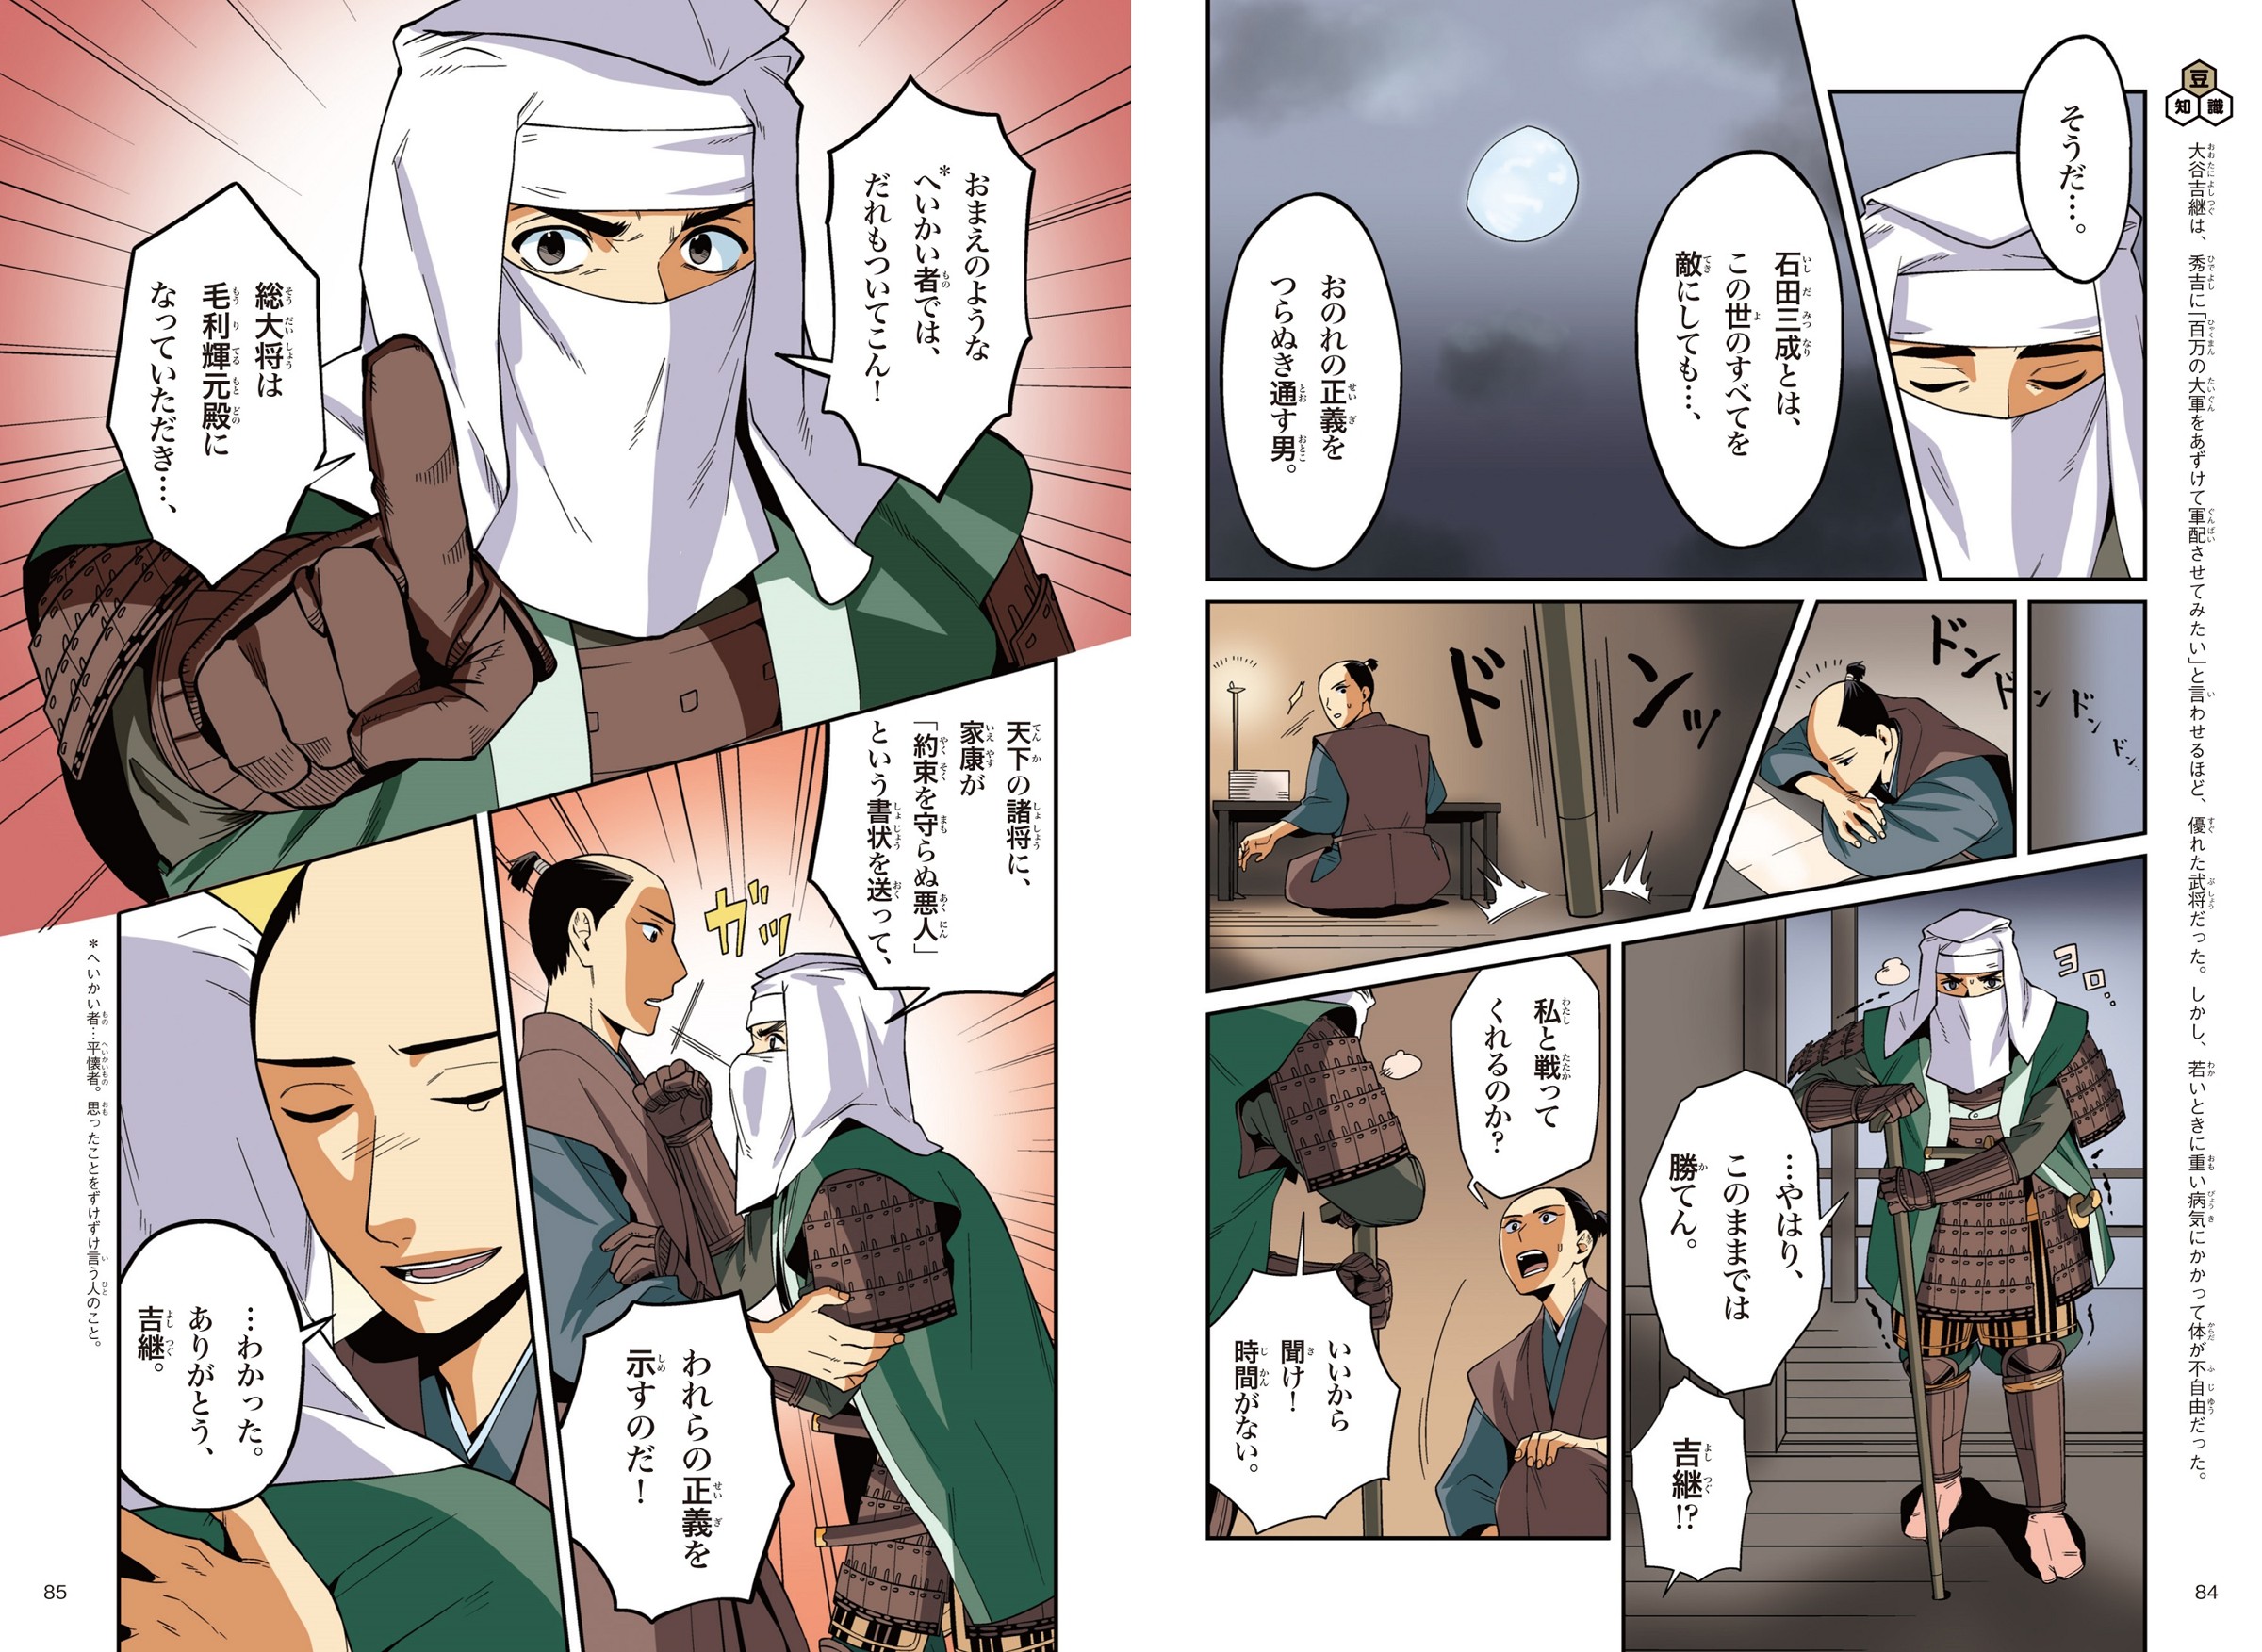 豆知識
大谷吉継は、秀吉に「百万の大軍をあずけて軍配させてみたい」と言わせるほど、優れた武将だった。しかし、若いときに重い病気にかかって体が不自由だった。
そうだ…。
石田三成とは、
この世のすべてを
敵にしても…、
おのれの正義を
つらぬき通す男。
ドン…
ドン
ドン
ドン
ドンッ
ヨロ…
…やはり、
このままでは
勝てん。
吉継!?
私と戦って
くれるのか?
いいから
聞け!
時間がない。
84
おまえのような
*へいかい者では、
だれもついてこん!
総大将は
毛利輝元殿に
なっていただき…、
天下の諸将に、
家康が
「約束を守らぬ悪人」
という書状を送って、
ガッ
われらの正義を
示すのだ!
…わかった。
ありがとう、
吉継。
*へいかい者…平懐者。思ったことをずけずけ言う人のこと。
85